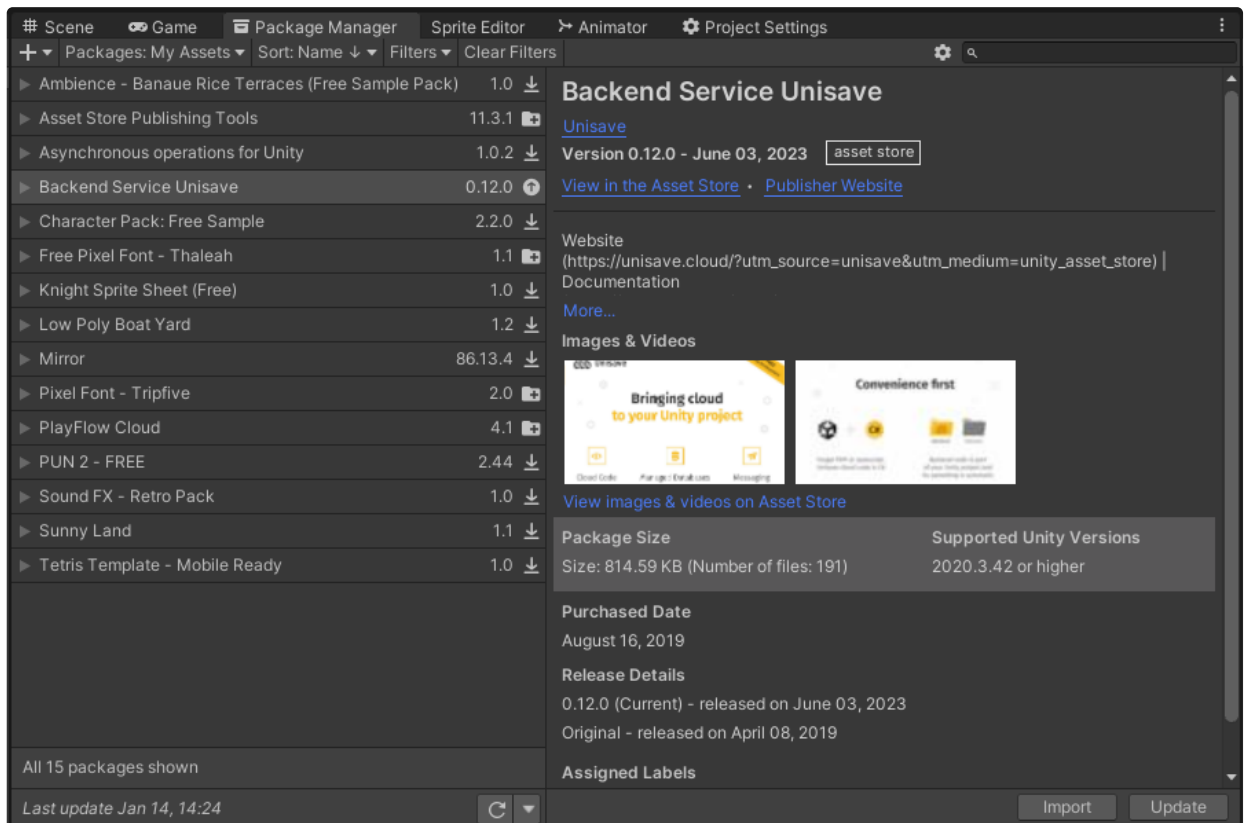 Scene Game Package Manager Sprite Editor Animator Project Settings
Packages: My Assets Sort: Name ↓ Filters Clear Filters
Ambience - Banaue Rice Terraces (Free Sample Pack) 1.0
Asset Store Publishing Tools 11.3.1
Asynchronous operations for Unity 1.0.2
Backend Service Unisave 0.12.0
Character Pack: Free Sample 2.2.0
Free Pixel Font - Thaleah 1.1
Knight Sprite Sheet (Free) 1.0
Low Poly Boat Yard 1.2
Mirror 86.13.4
Pixel Font - Tripfive 2.0
PlayFlow Cloud 4.1
PUN 2 - FREE 2.44
Sound FX - Retro Pack 1.0
Sunny Land 1.1
Tetris Template - Mobile Ready 1.0
All 15 packages shown
Last update Jan 14, 14:24
Backend Service Unisave
Unisave
Version 0.12.0 - June 03, 2023 asset store
View in the Asset Store • Publisher Website
Website
(https://unisave.cloud/?utm_source=unisave&utm_medium=unity_asset_store) |
Documentation
More...
Images & Videos
Bringing cloud
to your Unity project
Cloud Code Managed Databases Messaging
Convenience first
View images & videos on Asset Store
Package Size Supported Unity Versions
Size: 814.59 KB (Number of files: 191) 2020.3.42 or higher
Purchased Date
August 16, 2019
Release Details
0.12.0 (Current) - released on June 03, 2023
Original - released on April 08, 2019
Assigned Labels
Import Update